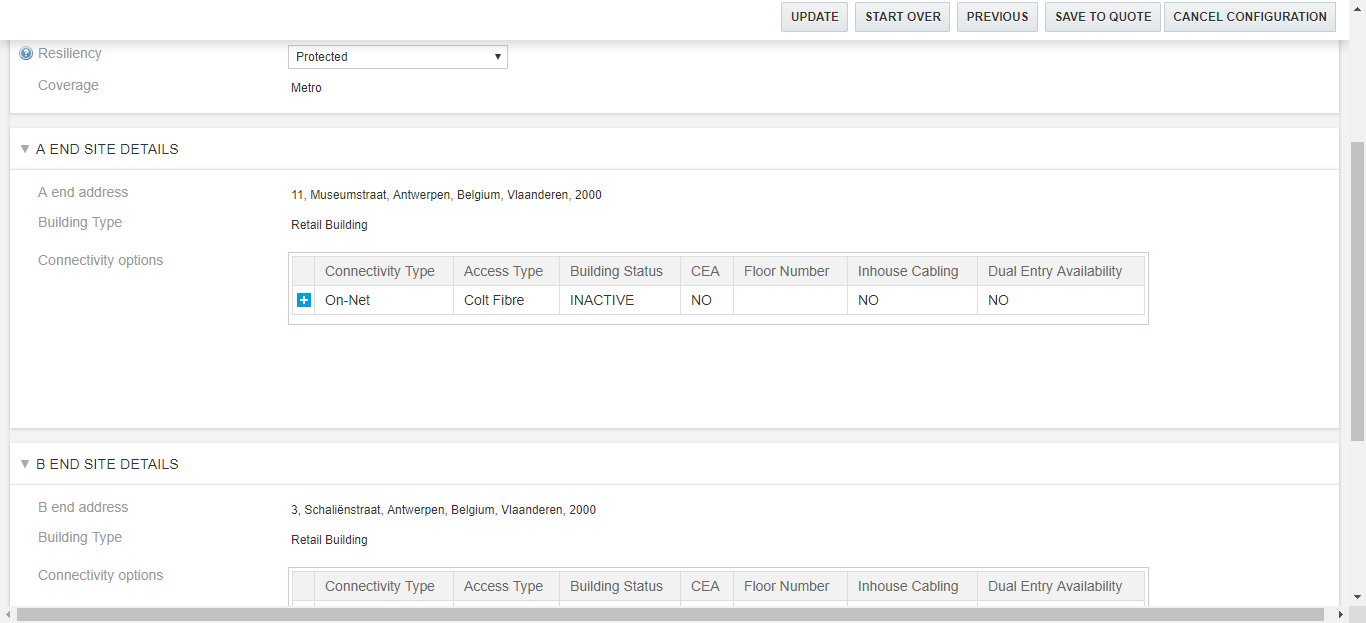 UPDATE START OVER PREVIOUS SAVE TO QUOTE CANCEL CONFIGURATION
Resiliency Protected
Coverage Metro
A END SITE DETAILS
A end address 11, Museumstraat, Antwerpen, Belgium, Vlaanderen, 2000
Building Type Retail Building
Connectivity options
Connectivity Type Access Type Building Status CEA Floor Number Inhouse Cabling Dual Entry Availability
On-Net Colt Fibre INACTIVE NO NO NO
B END SITE DETAILS
B end address 3, Schaliënstraat, Antwerpen, Belgium, Vlaanderen, 2000
Building Type Retail Building
Connectivity options
Connectivity Type Access Type Building Status CEA Floor Number Inhouse Cabling Dual Entry Availability